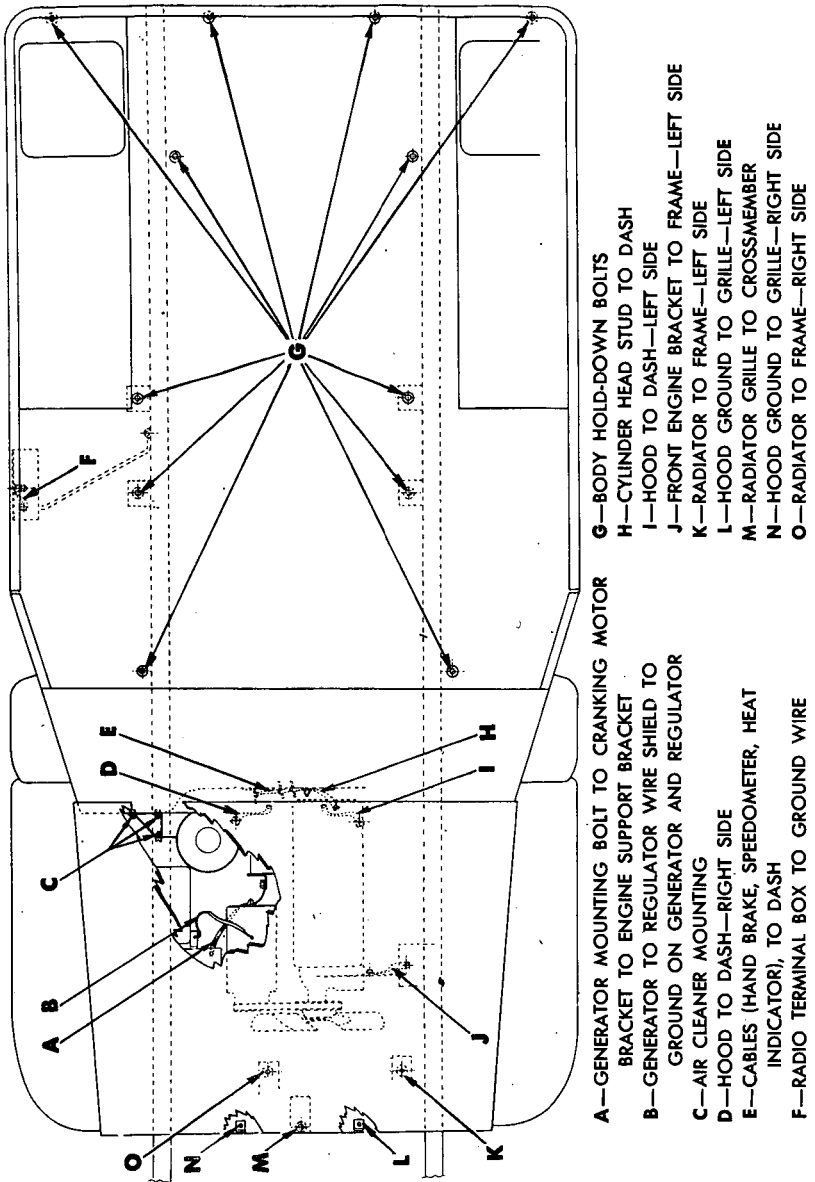 F
C
A
B
D
E
O
N
M
G
L
K
J
I
H
A—GENERATOR MOUNTING BOLT TO CRANKING MOTOR
BRACKET TO ENGINE SUPPORT BRACKET
B—GENERATOR TO REGULATOR WIRE SHIELD TO
GROUND ON GENERATOR AND REGULATOR
C—AIR CLEANER MOUNTING
D—HOOD TO DASH—RIGHT SIDE
E—CABLES (HAND BRAKE, SPEEDOMETER, HEAT
INDICATOR), TO DASH
F—RADIO TERMINAL BOX TO GROUND WIRE
G—BODY HOLD-DOWN BOLTS
H—CYLINDER HEAD STUD TO DASH
I—HOOD TO DASH—LEFT SIDE
J—FRONT ENGINE BRACKET TO FRAME—LEFT SIDE
K—RADIATOR TO FRAME—LEFT SIDE
L—HOOD GROUND TO GRILLE—LEFT SIDE
M—RADIATOR GRILLE TO CROSSMEMBER
N—HOOD GROUND TO GRILLE—RIGHT SIDE
O—RADIATOR TO FRAME—RIGHT SIDE